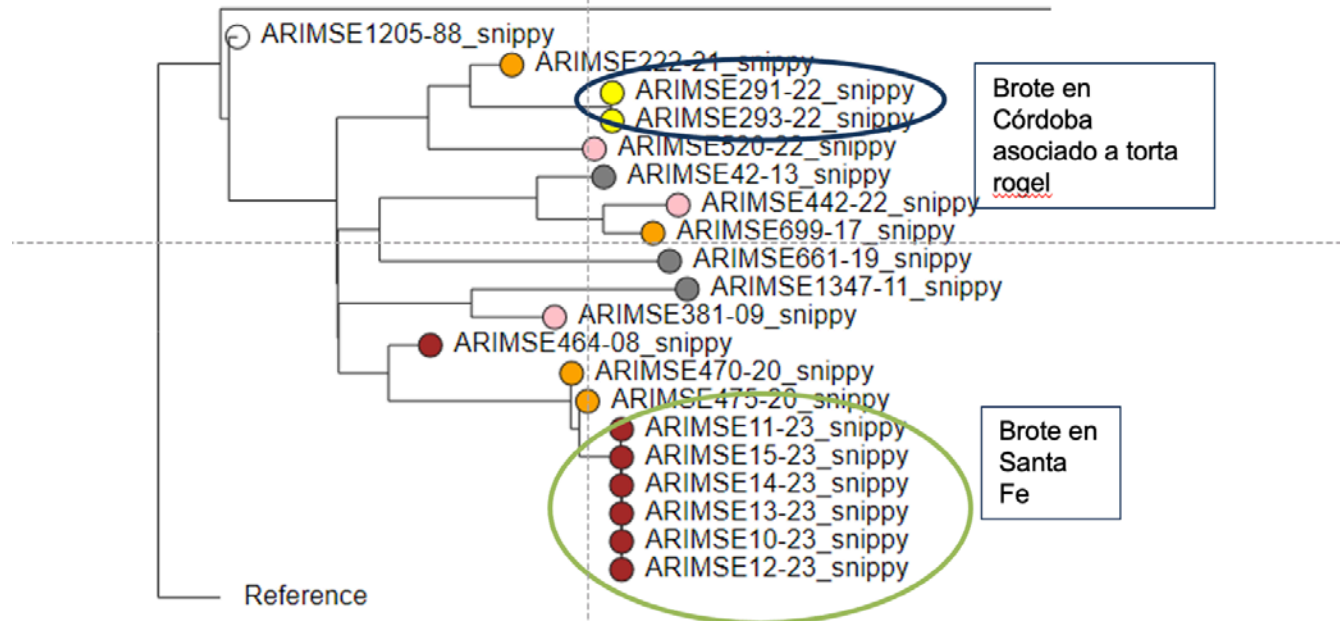 ARIMSE1205-88_snippy
ARIMSE222-21_snippy
ARIMSE291-22_snippy
ARIMSE293-22_snippy
ARIMSE520-22_snippy
ARIMSE42-13_snippy
ARIMSE442-22_snippy
ARIMSE699-17_snippy
ARIMSE661-19_snippy
ARIMSE1347-11_snippy
ARIMSE381-09_snippy
ARIMSE464-08_snippy
ARIMSE470-20_snippy
ARIMSE475-20_snippy
ARIMSE11-23_snippy
ARIMSE15-23_snippy
ARIMSE14-23_snippy
ARIMSE13-23_snippy
ARIMSE10-23_snippy
ARIMSE12-23_snippy
Reference
Brote en
Córdoba
asociado a torta
rogel
Brote en
Santa
Fe